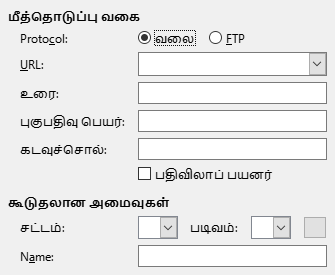 மீத்தொடுப்பு வகை
Protocol: வலை FTP
URL:
உரை:
புகுபதிவு பெயர்:
கடவுச்சொல்:
பதிவிலாப் பயனர்
கூடுதலான அமைவுகள்
சட்டம்: படிவம்:
Name: